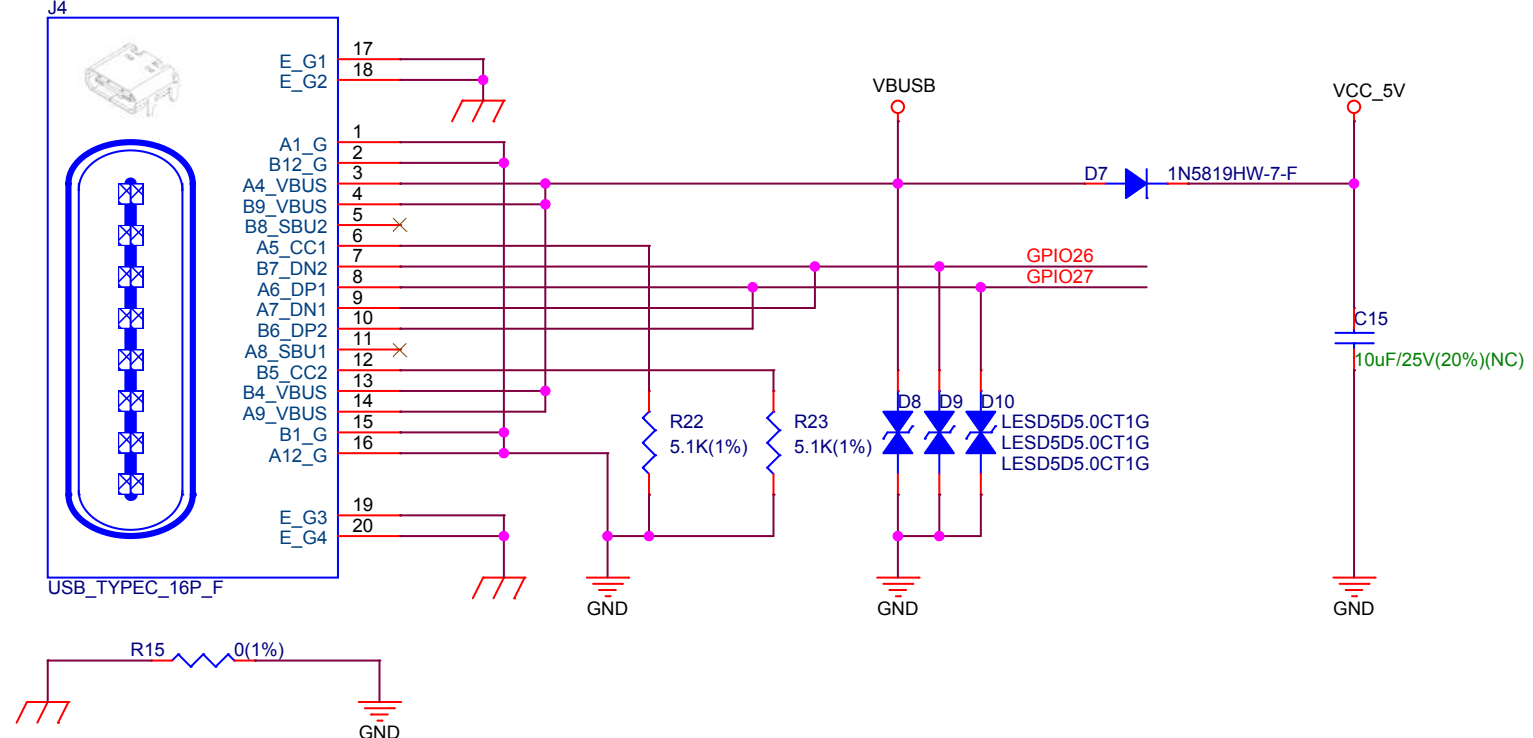 J4
E_G1 17
E_G2 18
A1_G 1
B12_G 2
A4_VBUS 3
B9_VBUS 4
B8_SBU2 5
A5_CC1 6
B7_DN2 7
A6_DP1 8
A7_DN1 9
B6_DP2 10
A8_SBU1 11
B5_CC2 12
B4_VBUS 13
A9_VBUS 14
B1_G 15
A12_G 16
E_G3 19
E_G4 20
USB_TYPEC_16P_F
VBUSB
VCC_5V
D7 1N5819HW-7-F
GPIO26
GPIO27
C15
10uF/25V(20%)(NC)
R22
5.1K(1%)
R23
5.1K(1%)
D8 D9 D10
LESD5D5.0CT1G
LESD5D5.0CT1G
LESD5D5.0CT1G
GND
GND
GND
R15 0(1%)
GND